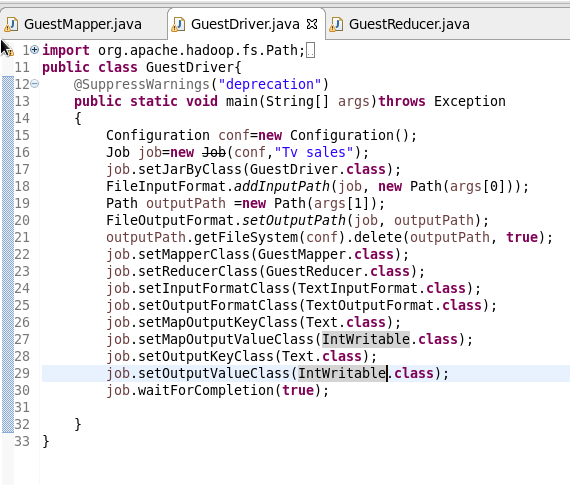 GuestMapper.java GuestDriver.java GuestReducer.java
1 import org.apache.hadoop.fs.Path;
11 public class GuestDriver{
12 @SuppressWarnings("deprecation")
13 public static void main(String[] args)throws Exception
14 {
15 Configuration conf=new Configuration();
16 Job job=new Job(conf,"Tv sales");
17 job.setJarByClass(GuestDriver.class);
18 FileInputFormat.addInputPath(job, new Path(args[0]));
19 Path outputPath =new Path(args[1]);
20 FileOutputFormat.setOutputPath(job, outputPath);
21 outputPath.getFileSystem(conf).delete(outputPath, true);
22 job.setMapperClass(GuestMapper.class);
23 job.setReducerClass(GuestReducer.class);
24 job.setInputFormatClass(TextInputFormat.class);
25 job.setOutputFormatClass(TextOutputFormat.class);
26 job.setMapOutputKeyClass(Text.class);
27 job.setMapOutputValueClass(IntWritable.class);
28 job.setOutputKeyClass(Text.class);
29 job.setOutputValueClass(IntWritable.class);
30 job.waitForCompletion(true);
31
32 }
33 }